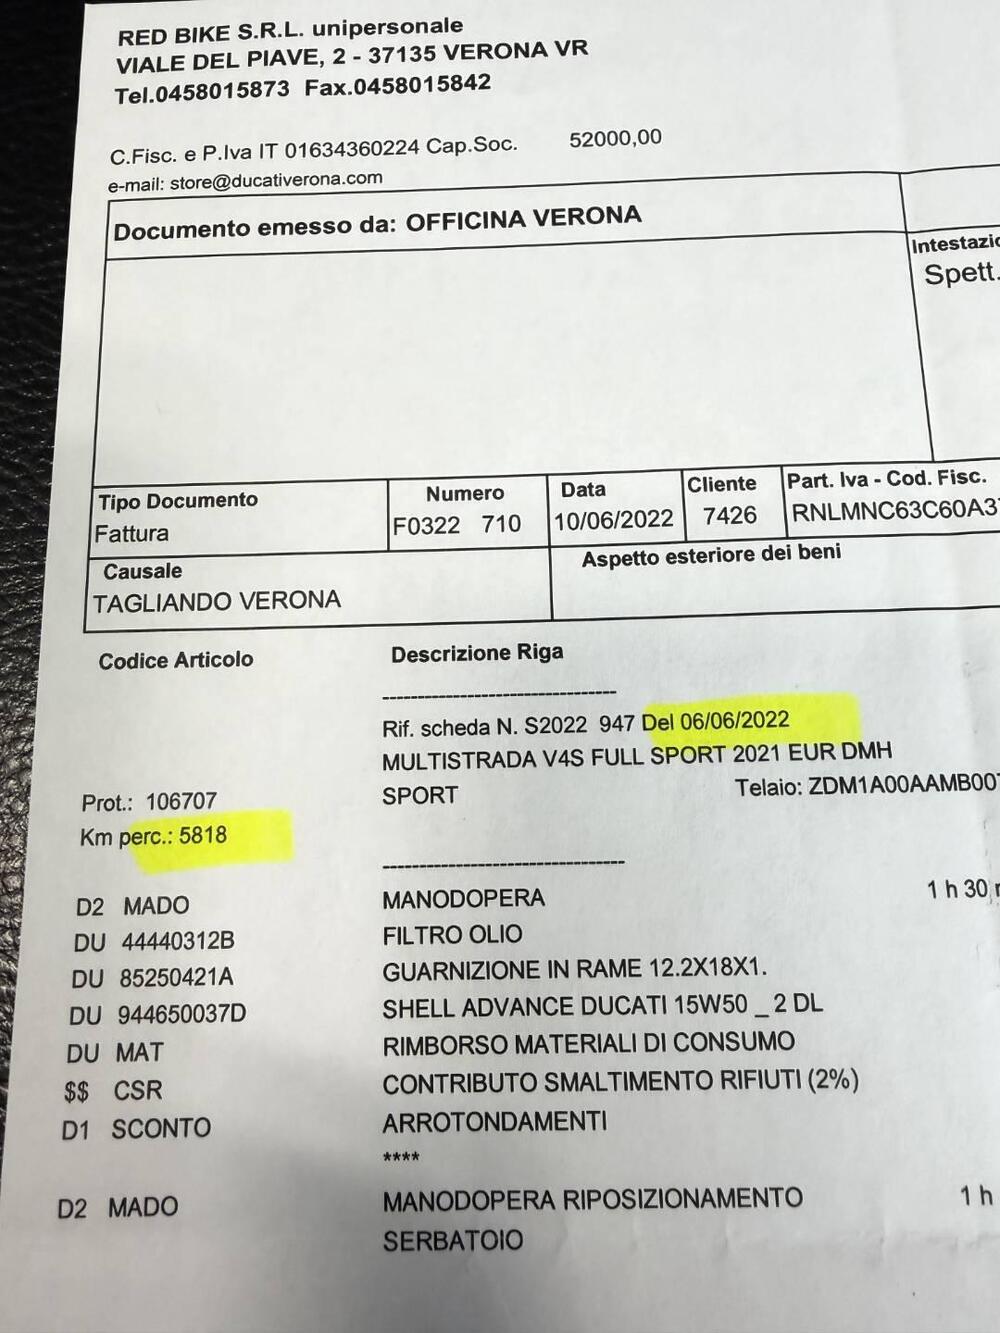 RED BIKE S.R.L. unipersonale
VIALE DEL PIAVE, 2 - 37135 VERONA VR
Tel.0458015873 Fax.0458015842
C.Fisc. e P.Iva IT 01634360224 Cap.Soc. 52000,00
e-mail: store@ducativerona.com
Documento emesso da: OFFICINA VERONA
Intestazio
Spett.
Tipo Documento Numero Data Cliente Part. Iva - Cod. Fisc.
Fattura F0322 710 10/06/2022 7426 RNLMNC63C60A37
Causale Aspetto esteriore dei beni
TAGLIANDO VERONA
Codice Articolo Descrizione Riga
---------------------------------
Rif. scheda N. S2022 947 Del 06/06/2022
MULTISTRADA V4S FULL SPORT 2021 EUR DMH
Prot.: 106707 SPORT Telaio: ZDM1A00AAMB007
Km perc.: 5818
---------------------------------
D2 MADO MANODOPERA 1 h 30
DU 44440312B FILTRO OLIO
DU 85250421A GUARNIZIONE IN RAME 12.2X18X1.
DU 944650037D SHELL ADVANCE DUCATI 15W50 _ 2 DL
DU MAT RIMBORSO MATERIALI DI CONSUMO
$$ CSR CONTRIBUTO SMALTIMENTO RIFIUTI (2%)
D1 SCONTO ARROTONDAMENTI
****
D2 MADO MANODOPERA RIPOSIZIONAMENTO 1 h
SERBATOIO